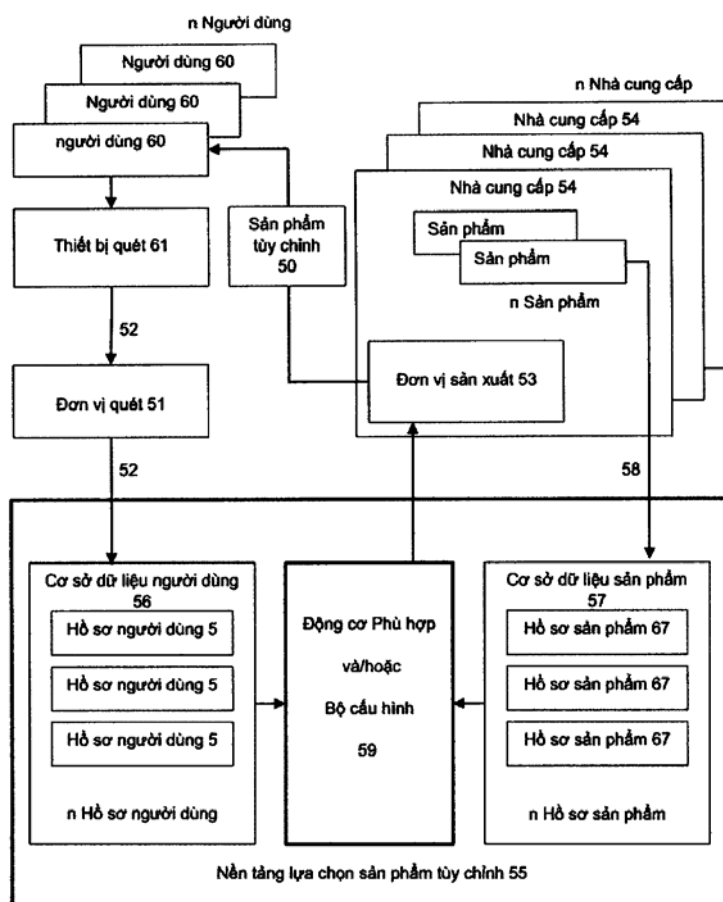 n Người dùng
Người dùng 60
Người dùng 60
người dùng 60
n Nhà cung cấp
Nhà cung cấp 54
Nhà cung cấp 54
Nhà cung cấp 54
Thiết bị quét 61
Sản phẩm
tùy chỉnh
50
Sản phẩm
Sản phẩm
n Sản phẩm
52
Đơn vị quét 51
Đơn vị sản xuất 53
52
58
Cơ sở dữ liệu người dùng
56
Hồ sơ người dùng 5
Hồ sơ người dùng 5
Hồ sơ người dùng 5
n Hồ sơ người dùng
Động cơ Phù hợp
và/hoặc
Bộ cấu hình
59
Cơ sở dữ liệu sản phẩm
57
Hồ sơ sản phẩm 67
Hồ sơ sản phẩm 67
Hồ sơ sản phẩm 67
n Hồ sơ sản phẩm
Nền tảng lựa chọn sản phẩm tùy chỉnh 55